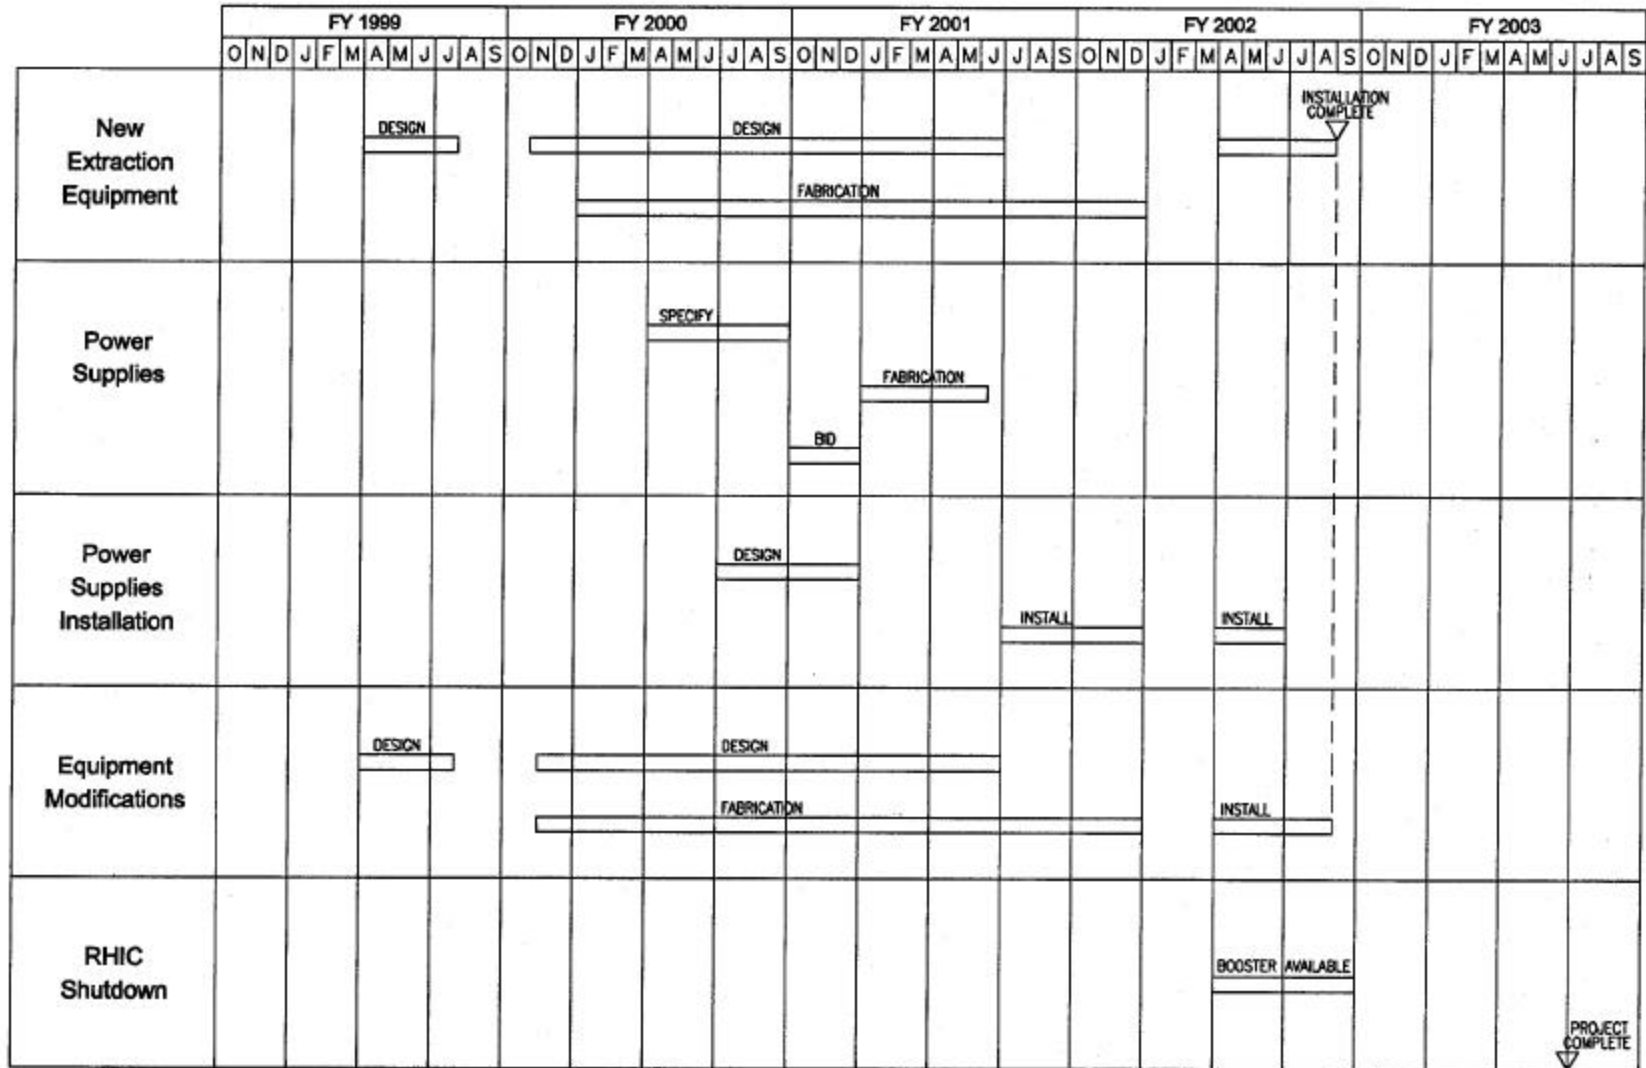 FY 1999 FY 2000 FY 2001 FY 2002 FY 2003
O N D J F M A M J J A S O N D J F M A M J J A S O N D J F M A M J J A S O N D J F M A M J J A S O N D J F M A M J J A S
New
Extraction
Equipment
DESIGN DESIGN
INSTALLATION
COMPLETE
FABRICATION
Power
Supplies
SPECIFY
FABRICATION
BID
Power
Supplies
Installation
DESIGN
INSTALL INSTALL
Equipment
Modifications
DESIGN DESIGN
FABRICATION INSTALL
RHIC
Shutdown
BOOSTER AVAILABLE
PROJECT
COMPLETE